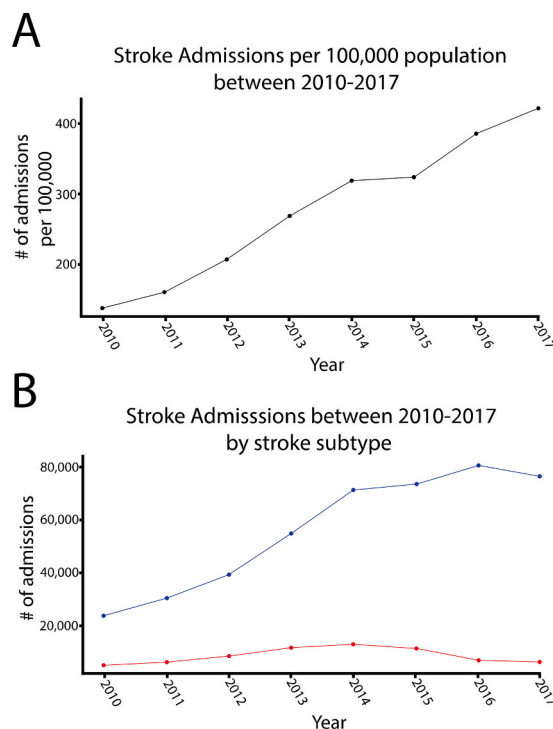 A
Stroke Admissions per 100,000 population
between 2010-2017
# of admissions
per 100,000
400
300
200
2010
2011
2012
2013
2014
2015
2016
2017
Year
B
Stroke Admisssions between 2010-2017
by stroke subtype
# of admissions
80,000
60,000
40,000
20,000
2010
2011
2012
2013
2014
2015
2016
2017
Year